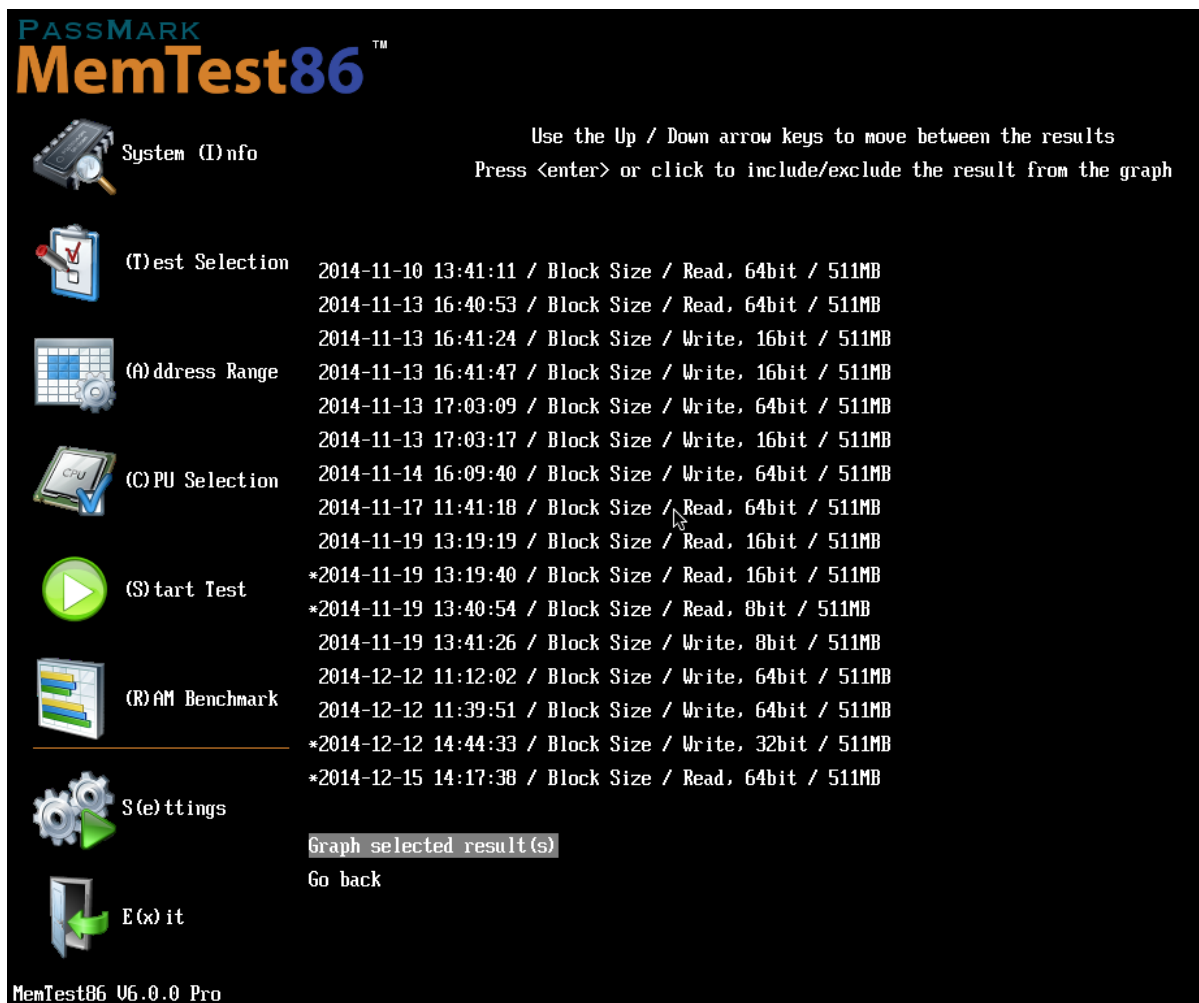 PASSMARK
MemTest86™
System (I)nfo
(T)est Selection
(A)ddress Range
(C)PU Selection
CPU
(S)tart Test
(R)AM Benchmark
S(e)ttings
E(x)it
Use the Up / Down arrow keys to move between the results
Press <enter> or click to include/exclude the result from the graph
2014-11-10 13:41:11 / Block Size / Read, 64bit / 511MB
2014-11-13 16:40:53 / Block Size / Read, 64bit / 511MB
2014-11-13 16:41:24 / Block Size / Write, 16bit / 511MB
2014-11-13 16:41:47 / Block Size / Write, 16bit / 511MB
2014-11-13 17:03:09 / Block Size / Write, 64bit / 511MB
2014-11-13 17:03:17 / Block Size / Write, 16bit / 511MB
2014-11-14 16:09:40 / Block Size / Write, 64bit / 511MB
2014-11-17 11:41:18 / Block Size / Read, 64bit / 511MB
2014-11-19 13:19:19 / Block Size / Read, 16bit / 511MB
*2014-11-19 13:19:40 / Block Size / Read, 16bit / 511MB
*2014-11-19 13:40:54 / Block Size / Read, 8bit / 511MB
2014-11-19 13:41:26 / Block Size / Write, 8bit / 511MB
2014-12-12 11:12:02 / Block Size / Write, 64bit / 511MB
2014-12-12 11:39:51 / Block Size / Write, 64bit / 511MB
*2014-12-12 14:44:33 / Block Size / Write, 32bit / 511MB
*2014-12-15 14:17:38 / Block Size / Read, 64bit / 511MB
Graph selected result(s)
Go back
MemTest86 V6.0.0 Pro